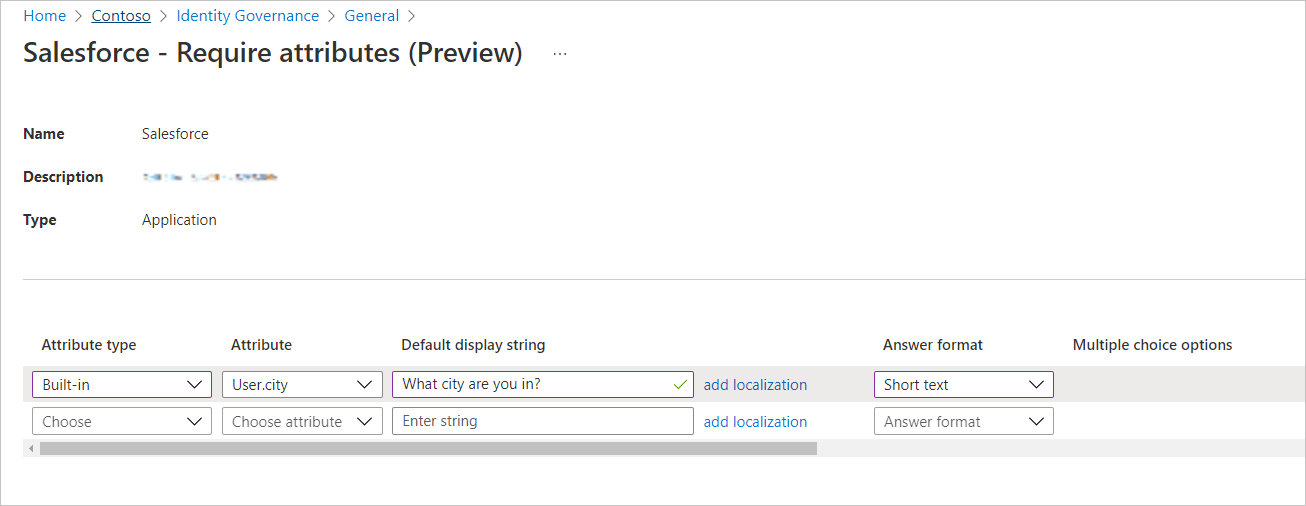 Home > Contoso > Identity Governance > General >
Salesforce - Require attributes (Preview) ...
Name Salesforce
Description
Type Application
Attribute type Attribute Default display string Answer format Multiple choice options
Built-in User.city What city are you in? add localization Short text
Choose Choose attribute Enter string add localization Answer format